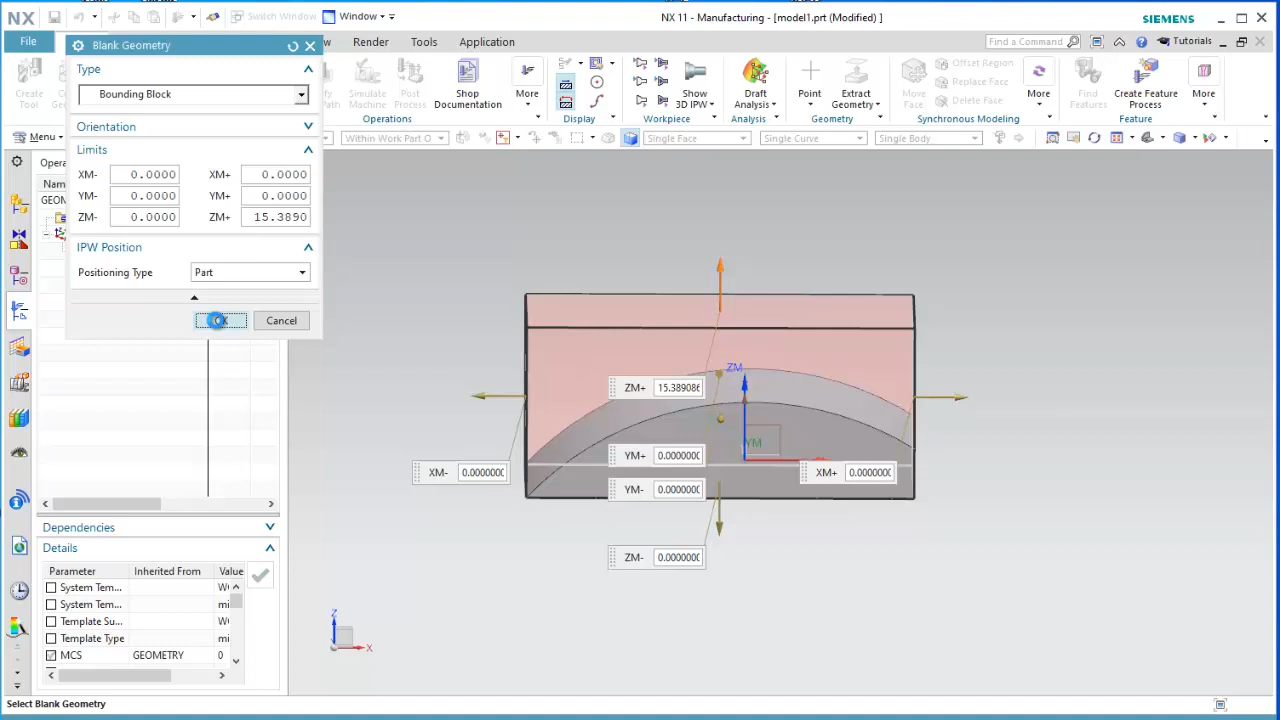 NX
Switch Window
Window
NX 11 - Manufacturing - [model1.prt (Modified) ]
SIEMENS
File
Render
Tools
Application
Find a Command
Tutorials
Blank Geometry
Type
Bounding Block
Orientation
Limits
XM-
0.0000
XM+
0.0000
YM-
0.0000
YM+
0.0000
ZM-
0.0000
ZM+
15.3890
IPW Position
Positioning Type
Part
Cancel
Create
Tool
Simulate
Machine
Post
Process
Shop
Documentation
More
Operations
Display
Show
3D IPW
Workpiece
Draft
Analysis
Analysis
Point
Extract
Geometry
Geometry
Move
Face
Offset Region
Replace Face
Delete Face
More
Synchronous Modeling
Find
Features
Create Feature
Process
More
Feature
Menu
Within Work Part O
Single Face
Single Curve
Single Body
Opera
Nam
GEOM
ZM
ZM+
15.38908
YM
YM+
0.000000
YM-
0.000000
XM-
0.000000
XM+
0.000000
ZM-
0.000000
Z
X
Dependencies
Details
Parameter
Inherited From
Value
System Tem...
System Tem...
mi
Template Su...
Template Type
mi
MCS
GEOMETRY
0
Select Blank Geometry